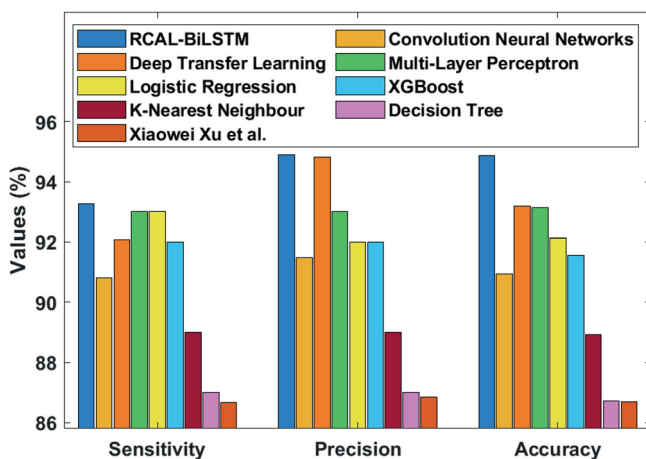 RCAL-BiLSTM
Convolution Neural Networks
Deep Transfer Learning
Multi-Layer Perceptron
Logistic Regression
XGBoost
K-Nearest Neighbour
Decision Tree
Xiaowei Xu et al.
Values (%)
96
94
92
90
88
86
Sensitivity
Precision
Accuracy